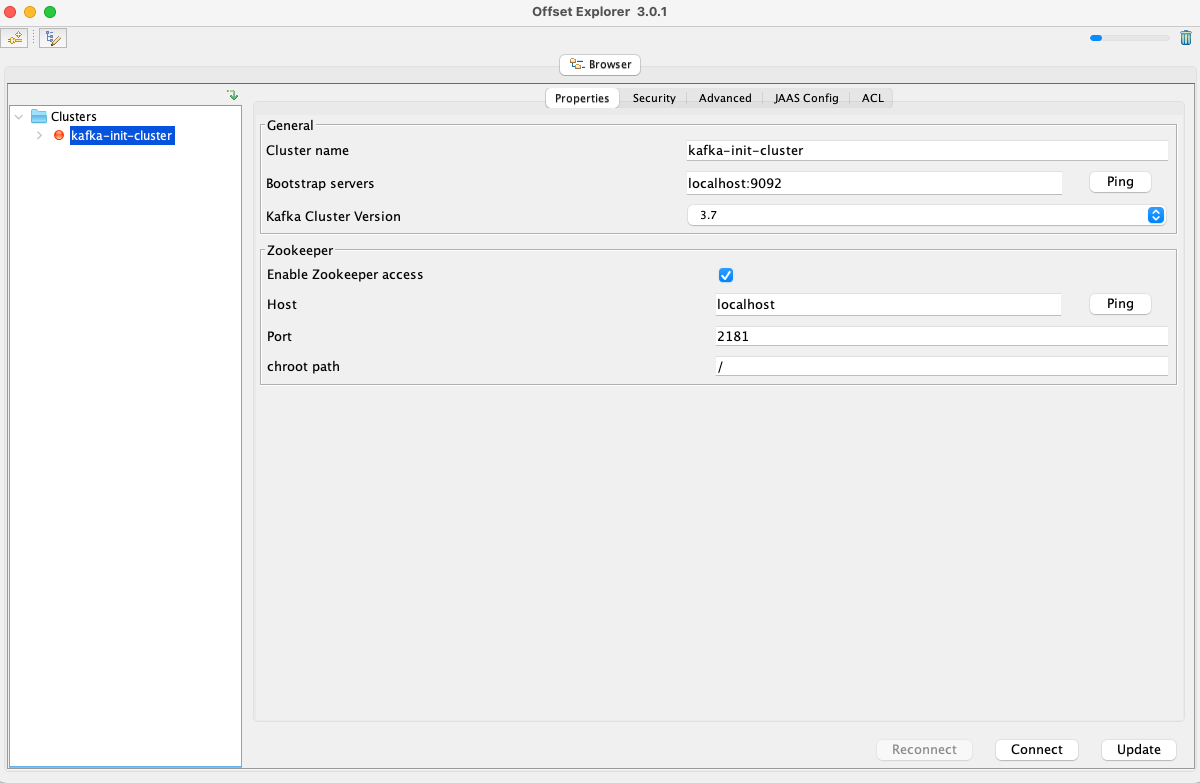 Offset Explorer 3.0.1
Browser
Clusters
kafka-init-cluster
Properties Security Advanced JAAS Config ACL
General
Cluster name kafka-init-cluster
Bootstrap servers localhost:9092 Ping
Kafka Cluster Version 3.7
Zookeeper
Enable Zookeeper access
Host localhost Ping
Port 2181
chroot path /
Reconnect Connect Update